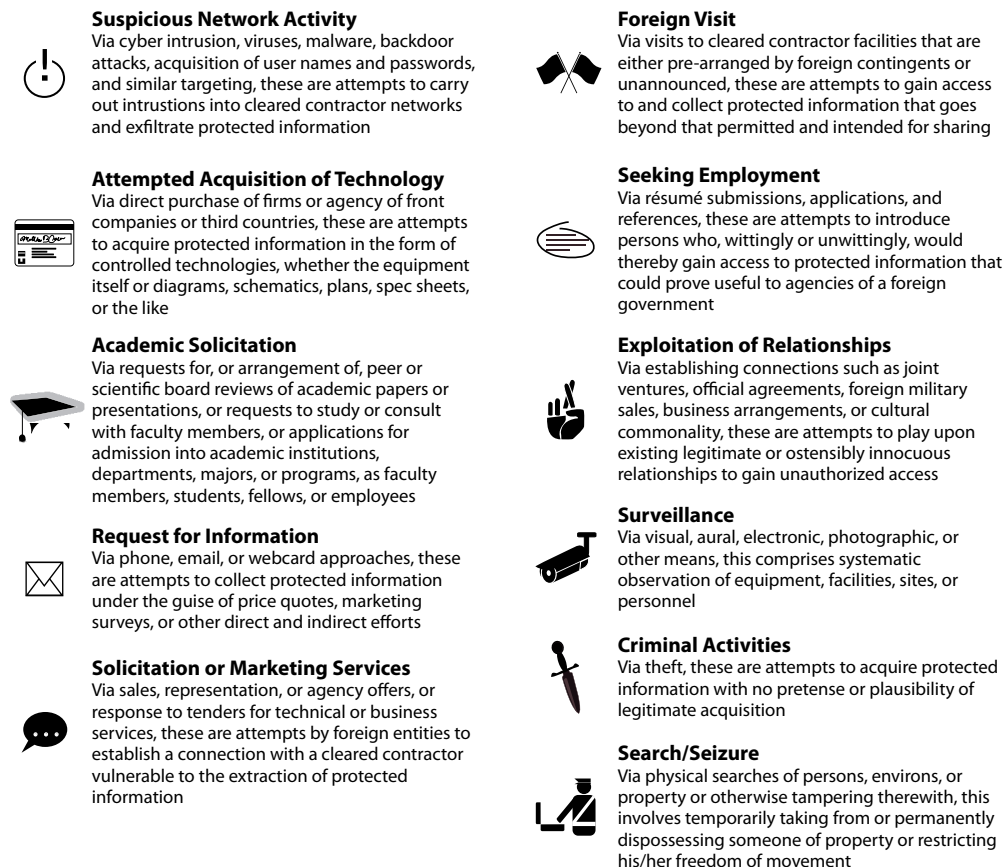 Suspicious Network Activity
Via cyber intrusion, viruses, malware, backdoor
attacks, acquisition of user names and passwords,
and similar targeting, these are attempts to carry
out intrustions into cleared contractor networks
and exfiltrate protected information
Attempted Acquisition of Technology
Via direct purchase of firms or agency of front
companies or third countries, these are attempts
to acquire protected information in the form of
controlled technologies, whether the equipment
itself or diagrams, schematics, plans, spec sheets,
or the like
Academic Solicitation
Via requests for, or arrangement of, peer or
scientific board reviews of academic papers or
presentations, or requests to study or consult
with faculty members, or applications for
admission into academic institutions,
departments, majors, or programs, as faculty
members, students, fellows, or employees
Request for Information
Via phone, email, or webcard approaches, these
are attempts to collect protected information
under the guise of price quotes, marketing
surveys, or other direct and indirect efforts
Solicitation or Marketing Services
Via sales, representation, or agency offers, or
response to tenders for technical or business
services, these are attempts by foreign entities to
establish a connection with a cleared contractor
vulnerable to the extraction of protected
information
Foreign Visit
Via visits to cleared contractor facilities that are
either pre-arranged by foreign contingents or
unannounced, these are attempts to gain access
to and collect protected information that goes
beyond that permitted and intended for sharing
Seeking Employment
Via résumé submissions, applications, and
references, these are attempts to introduce
persons who, wittingly or unwittingly, would
thereby gain access to protected information that
could prove useful to agencies of a foreign
government
Exploitation of Relationships
Via establishing connections such as joint
ventures, official agreements, foreign military
sales, business arrangements, or cultural
commonality, these are attempts to play upon
existing legitimate or ostensibly innocuous
relationships to gain unauthorized access
Surveillance
Via visual, aural, electronic, photographic, or
other means, this comprises systematic
observation of equipment, facilities, sites, or
personnel
Criminal Activities
Via theft, these are attempts to acquire protected
information with no pretense or plausibility of
legitimate acquisition
Search/Seizure
Via physical searches of persons, environs, or
property or otherwise tampering therewith, this
involves temporarily taking from or permanently
dispossessing someone of property or restricting
his/her freedom of movement